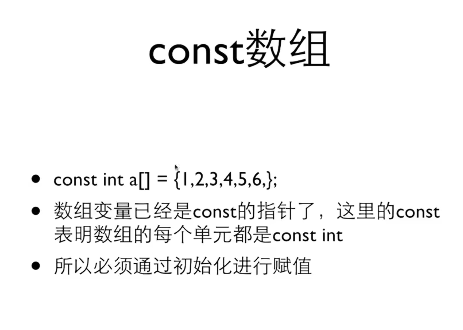 const数组
• const int a[] = {1,2,3,4,5,6,};
• 数组变量已经是const的指针了，这里的const
表明数组的每个单元都是const int
• 所以必须通过初始化进行赋值